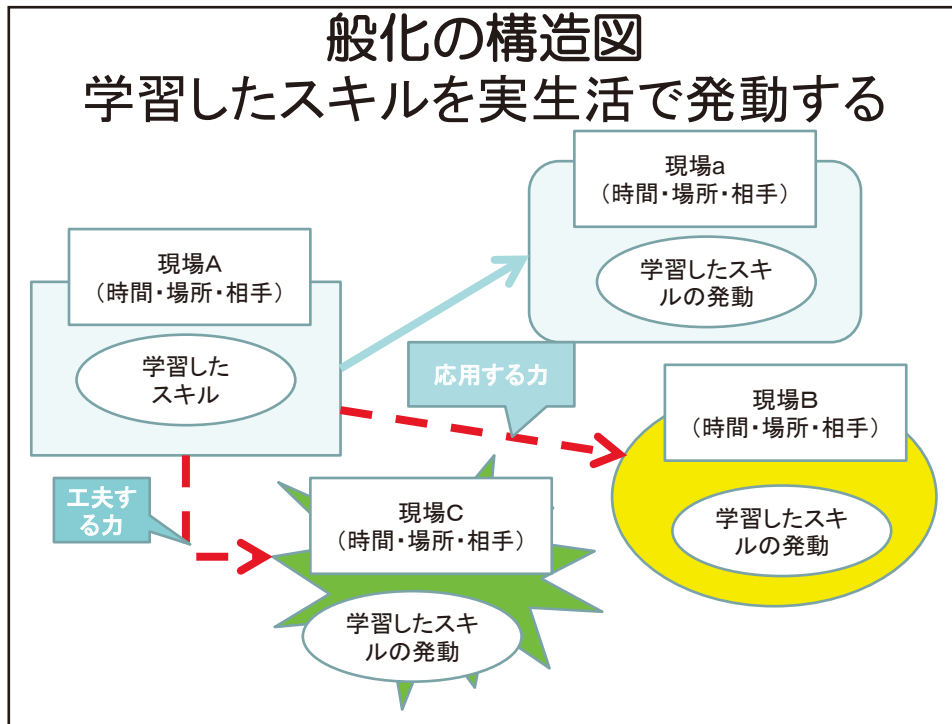 般化の構造図
学習したスキルを実生活で発動する
現場a
（時間・場所・相手）
学習したスキ
ルの発動
現場A
（時間・場所・相手）
学習した
スキル
応用する力
現場B
（時間・場所・相手）
学習したスキ
ルの発動
工夫す
る力
現場C
（時間・場所・相手）
学習したスキ
ルの発動